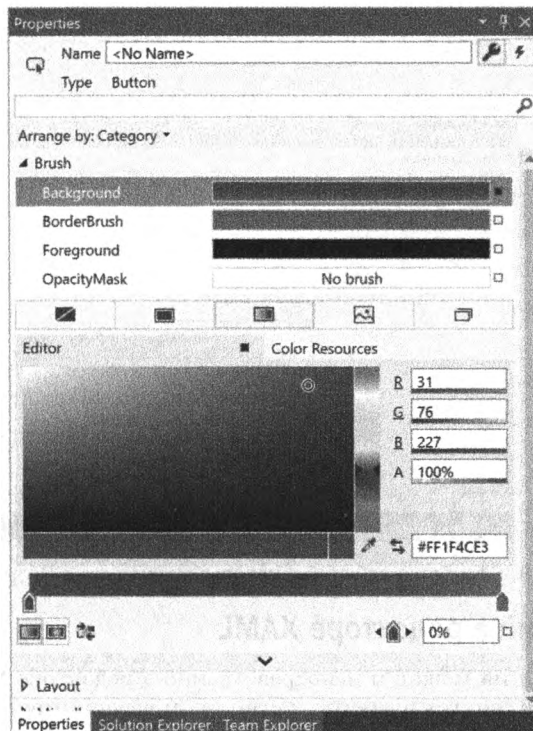 Properties
Name <No Name>
Type Button
Arrange by: Category
Brush
Background
BorderBrush
Foreground
OpacityMask No brush
Editor Color Resources
R 31
G 76
B 227
A 100%
#FF1F4CE3
0%
Layout
Properties Solution Explorer Team Explorer